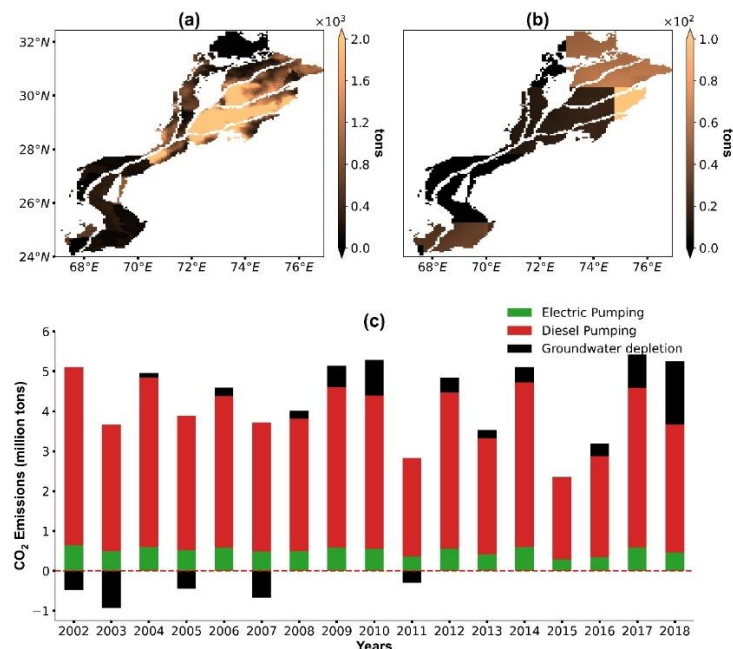 (a)
×10³
32°N
30°N
28°N
26°N
24°N
68°E
70°E
72°E
74°E
76°E
2.0
1.6
1.2
0.8
0.4
0.0
tons
(b)
×10²
68°E
70°E
72°E
74°E
76°E
1.0
0.8
0.6
0.4
0.2
0.0
tons
(c)
Electric Pumping
Diesel Pumping
Groundwater depletion
CO₂ Emissions (million tons)
6
5
4
3
2
1
0
−1
2002 2003 2004 2005 2006 2007 2008 2009 2010 2011 2012 2013 2014 2015 2016 2017 2018
Years